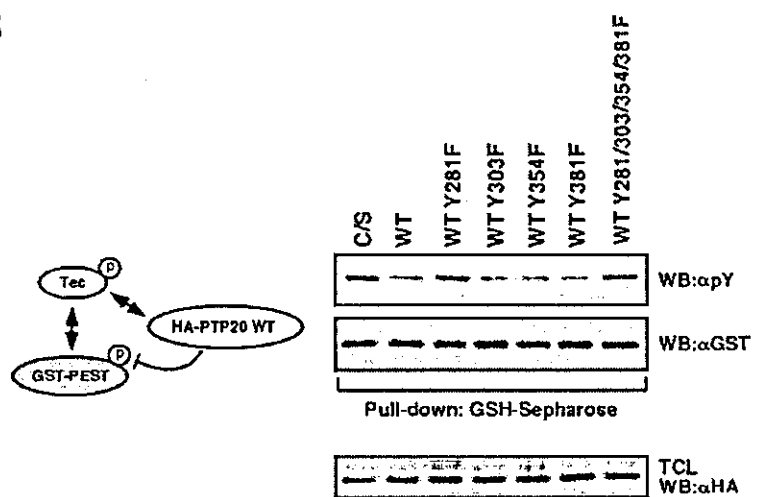 C/S
WT
WT Y281F
WT Y303F
WT Y354F
WT Y381F
WT Y281/303/354/381F
P
Tec
HA-PTP20 WT
P
GST-PEST
WB:αpY
WB:αGST
Pull-down: GSH-Sepharose
TCL
WB:αHA